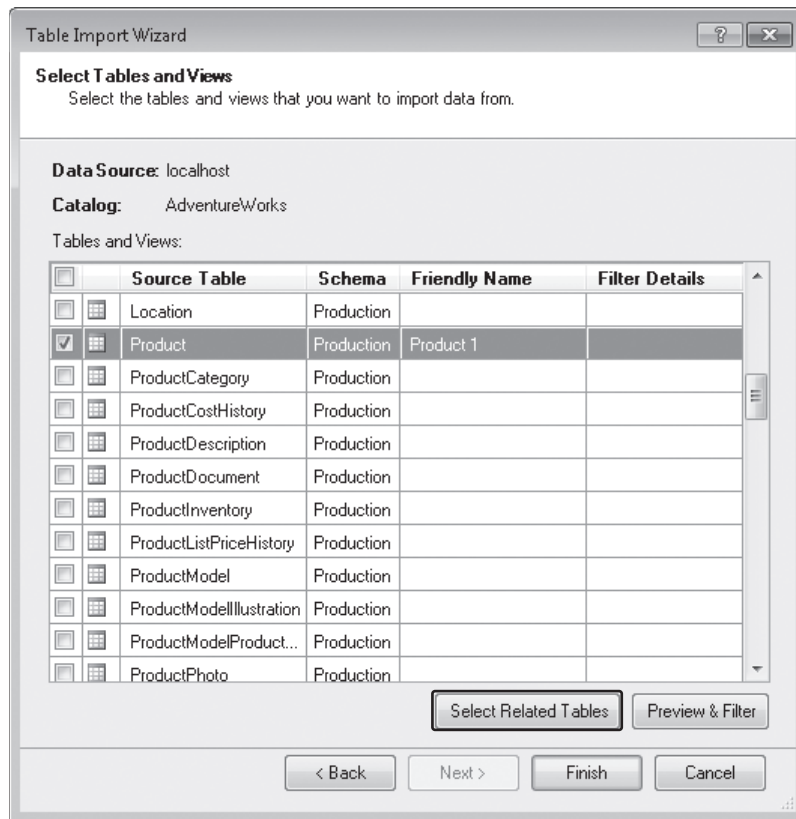 Table Import Wizard
Select Tables and Views
Select the tables and views that you want to import data from.
Data Source: localhost
Catalog: AdventureWorks
Tables and Views:
Source Table Schema Friendly Name Filter Details
Location Production
Product Production Product 1
ProductCategory Production
ProductCostHistory Production
ProductDescription Production
ProductDocument Production
ProductInventory Production
ProductListPriceHistory Production
ProductModel Production
ProductModelIllustration Production
ProductModelProduct... Production
ProductPhoto Production
Select Related Tables Preview & Filter
< Back Next > Finish Cancel